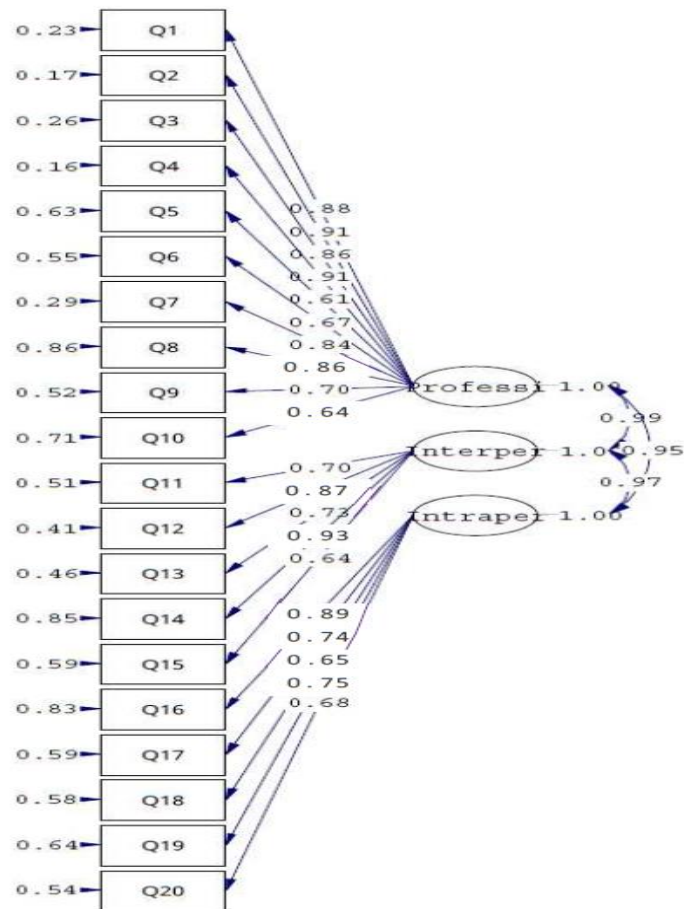 0.23 Q1
0.17 Q2
0.26 Q3
0.16 Q4
0.63 Q5
0.88
0.91
0.55 Q6
0.86
0.91
0.29 Q7
0.61
0.67
0.86 Q8
0.84
0.86
0.52 Q9
0.70
Professi 1.00
0.64
0.99
0.71 Q10
Interper 1.00
0.95
0.51 Q11
0.70
0.97
0.87
0.41 Q12
0.73
Intraper 1.00
0.93
0.46 Q13
0.64
0.85 Q14
0.89
0.74
0.59 Q15
0.65
0.83 Q16
0.75
0.68
0.59 Q17
0.58 Q18
0.64 Q19
0.54 Q20